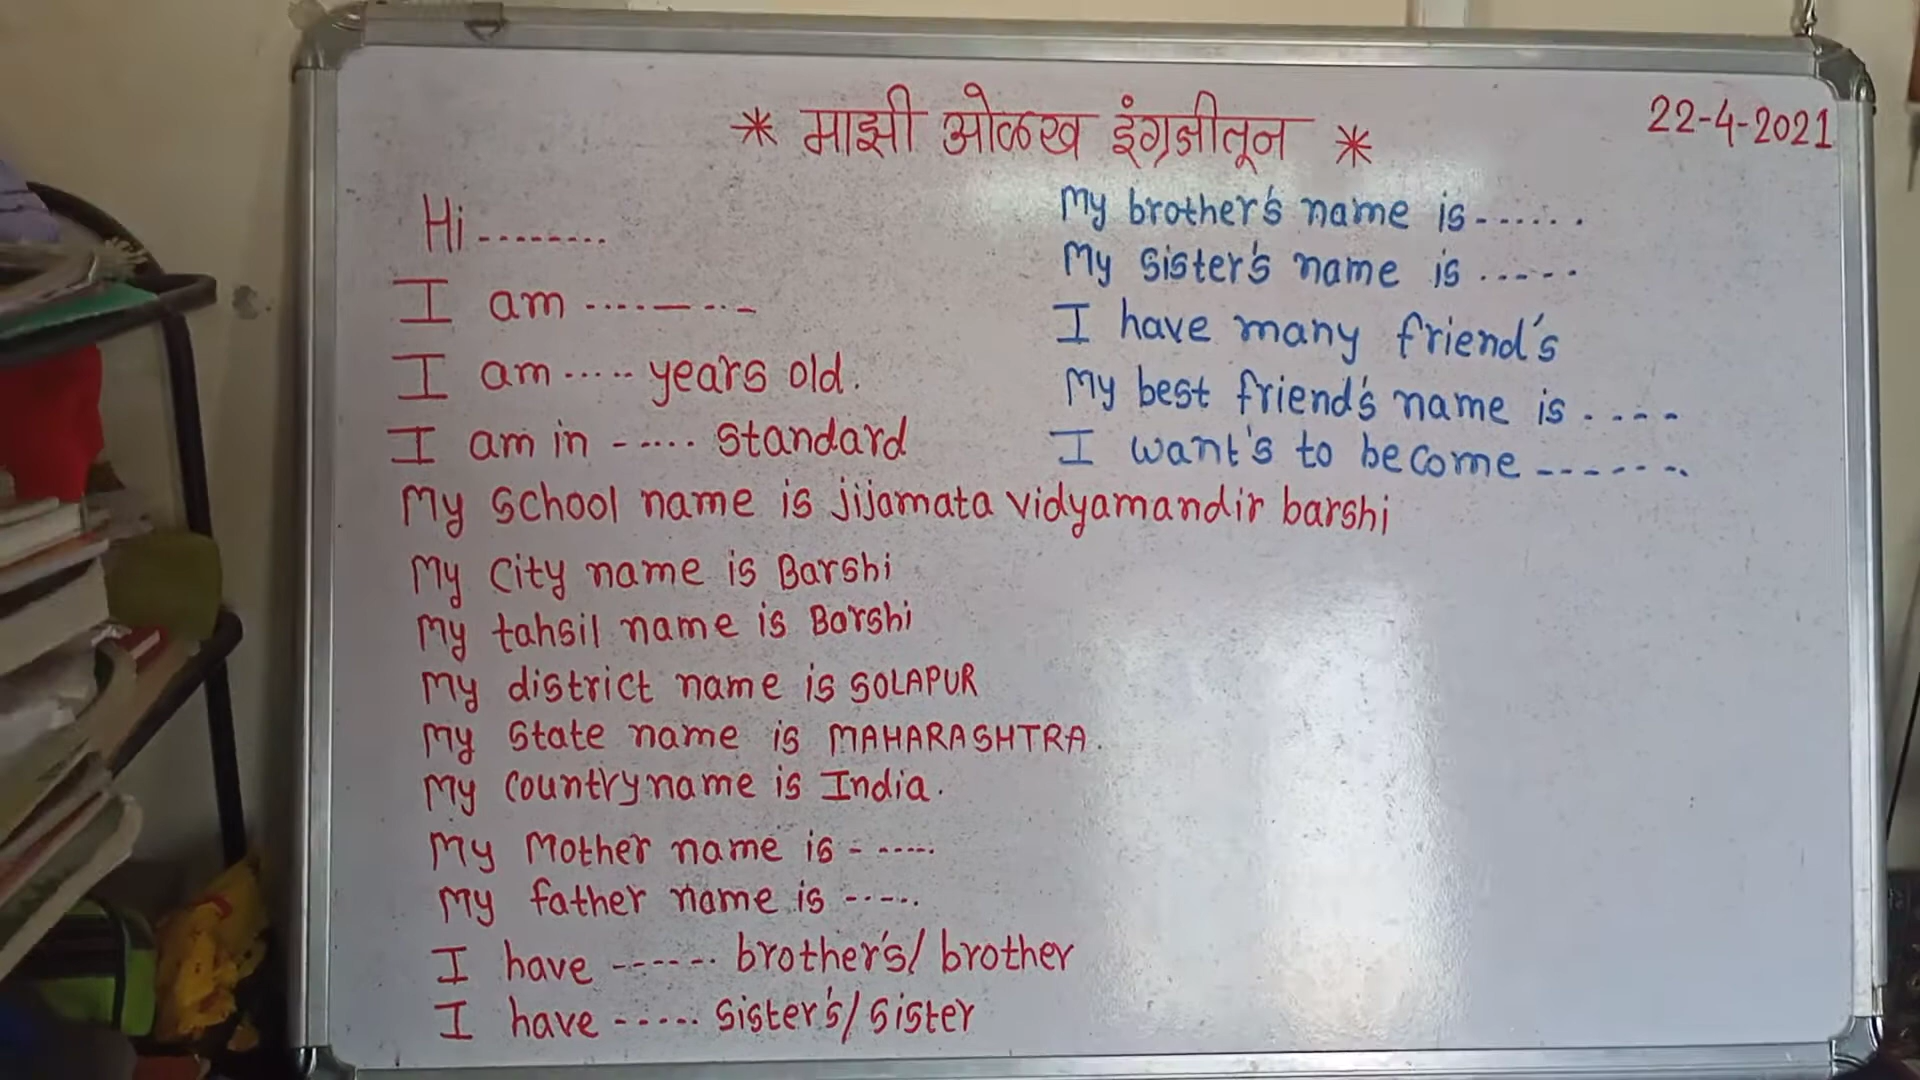 * माझी ओळख इंग्रजीतून *
22-4-2021
Hi --------
I am ----------
I am ----- years old.
I am in ----- standard
My school name is jijamata vidyamandir barshi
My city name is Barshi
My tahsil name is Barshi
My district name is SOLAPUR
My state name is MAHARASHTRA.
My country name is India.
My Mother name is ------
My father name is -----
I have ------ brother's/ brother
I have ----- sister's/ sister
My brother's name is ------
My sister's name is -----
I have many friend's
My best friend's name is ----
I want's to become -------